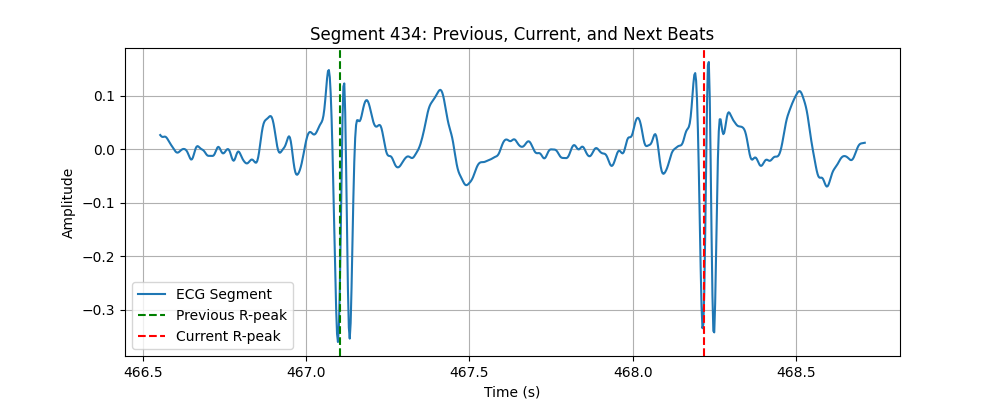 Segment 434: Previous, Current, and Next Beats
Amplitude
0.1
0.0
−0.1
−0.2
−0.3
ECG Segment
Previous R-peak
Current R-peak
466.5 467.0 467.5 468.0 468.5
Time (s)